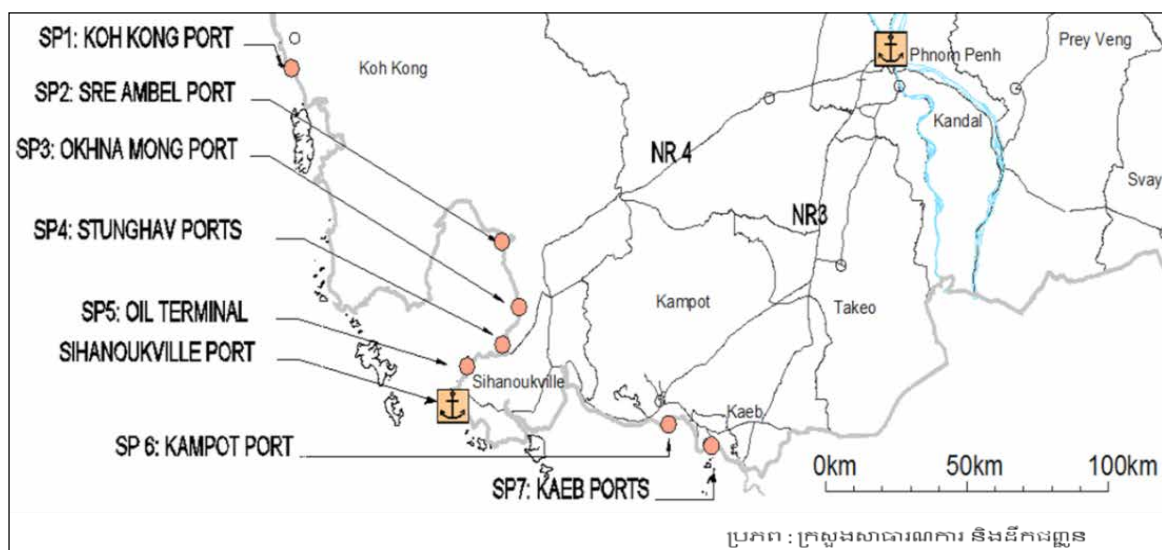 SP1: KOH KONG PORT
Koh Kong
Phnom Penh
Prey Veng
SP2: SRE AMBEL PORT
Kandal
SP3: OKHNA MONG PORT
NR 4
Svay
NR3
SP4: STUNGHAV PORTS
Kampot
Takeo
SP5: OIL TERMINAL
SIHANOUKVILLE PORT
Sihanoukville
Kaeb
SP 6: KAMPOT PORT
0km 50km 100km
SP7: KAEB PORTS
ប្រភព : ក្រសួងសាធារណការ និងដឹកជញ្ជូន